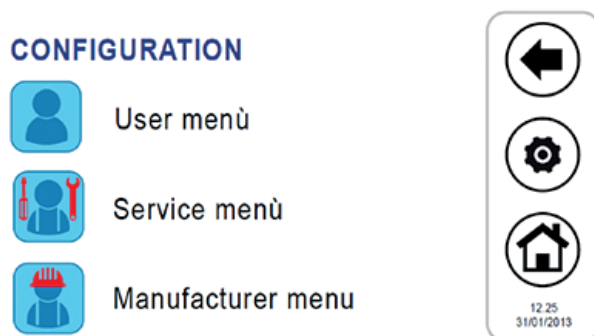 CONFIGURATION
User menù
Service menù
Manufacturer menu
12.25
31/01/2013